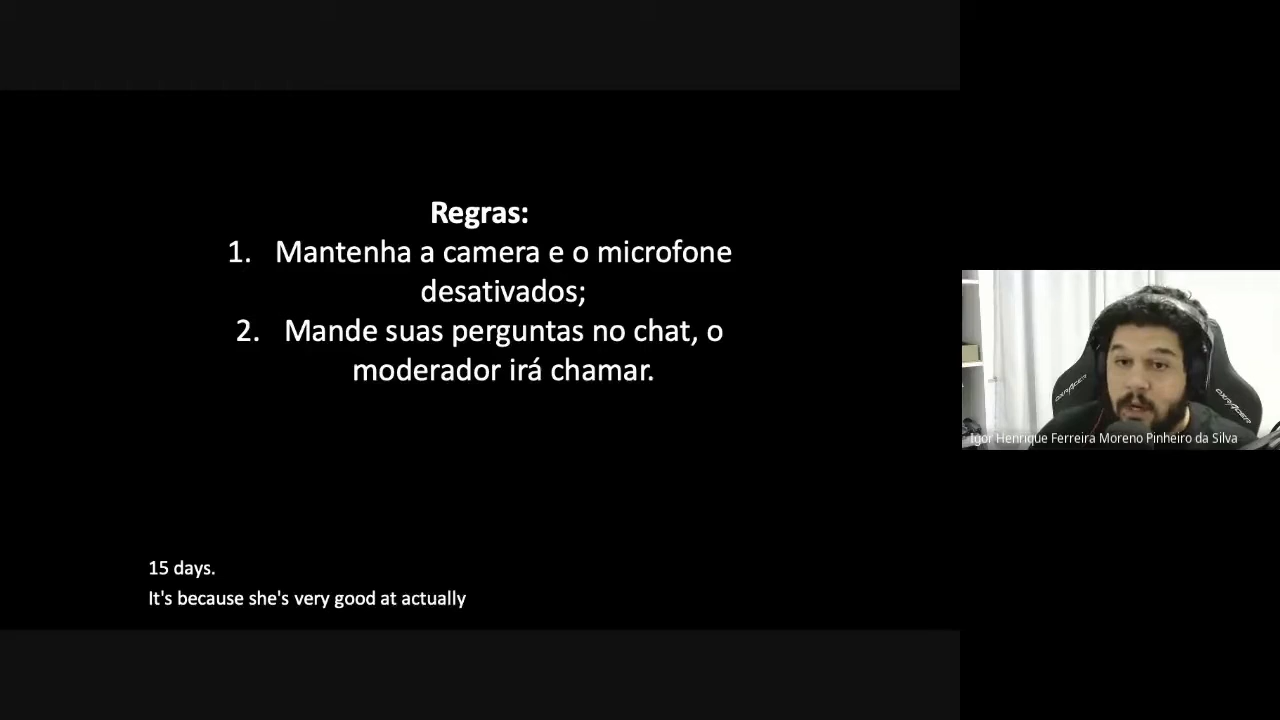 Regras:
1. Mantenha a camera e o microfone
desativados;
2. Mande suas perguntas no chat, o
moderador irá chamar.
Igor Henrique Ferreira Moreno Pinheiro da Silva
15 days.
It's because she's very good at actually